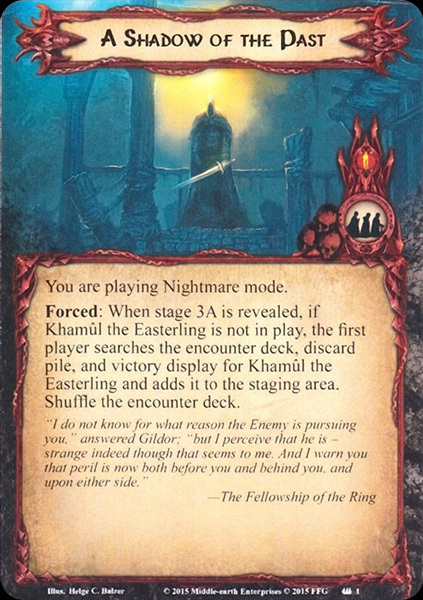 A Shadow of the Past
You are playing Nightmare mode.
Forced: When stage 3A is revealed, if
Khamûl the Easterling is not in play, the first
player searches the encounter deck, discard
pile, and victory display for Khamûl the
Easterling and adds it to the staging area.
Shuffle the encounter deck.
"I do not know for what reason the Enemy is pursuing
you," answered Gildor; "but I perceive that he is –
strange indeed though that seems to me. And I warn you
that peril is now both before you and behind you, and
upon either side."
—The Fellowship of the Ring
Illus. Helge C. Balzer © 2015 Middle-earth Enterprises © 2015 FFG 1